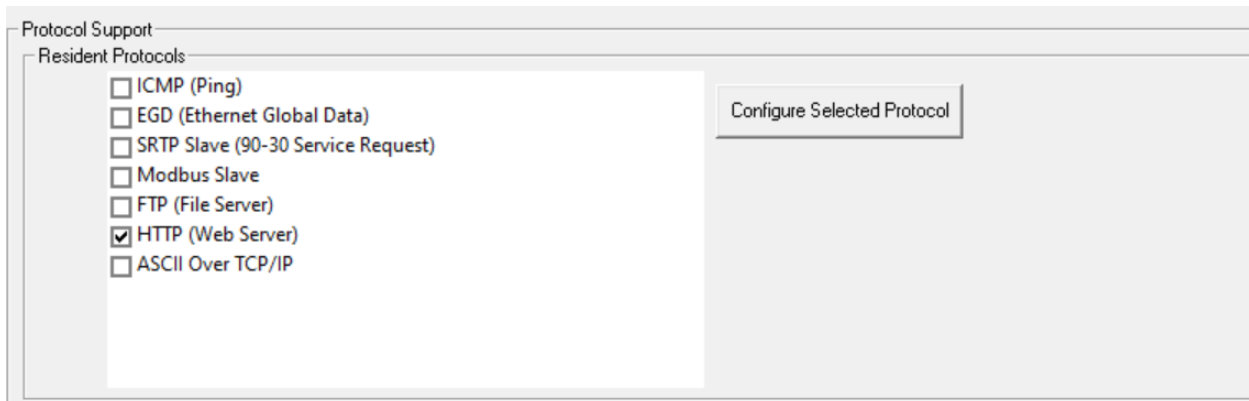 Protocol Support
Resident Protocols
ICMP (Ping)
EGD (Ethernet Global Data)
SRTP Slave (90-30 Service Request)
Modbus Slave
FTP (File Server)
HTTP (Web Server)
ASCII Over TCP/IP
Configure Selected Protocol